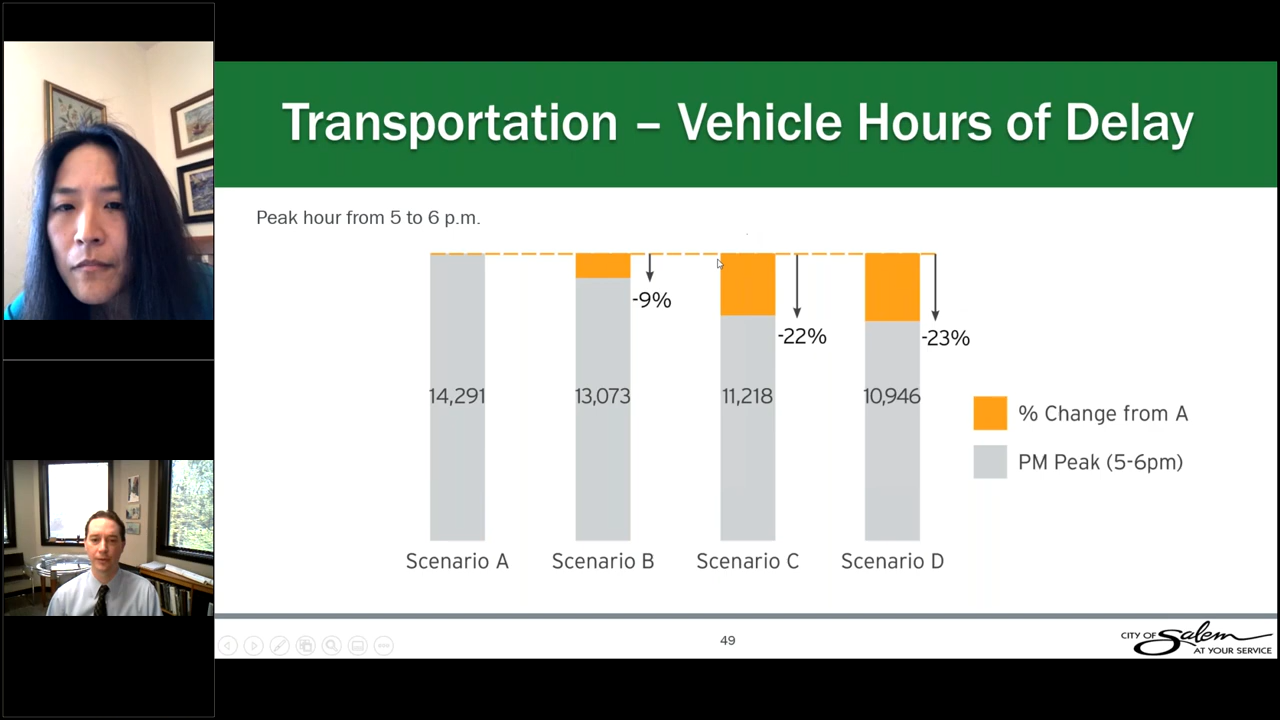 Transportation – Vehicle Hours of Delay
Peak hour from 5 to 6 p.m.
-9%
-22%
-23%
14,291
13,073
11,218
10,946
% Change from A
PM Peak (5-6pm)
Scenario A
Scenario B
Scenario C
Scenario D
49
CITY OF Salem
AT YOUR SERVICE